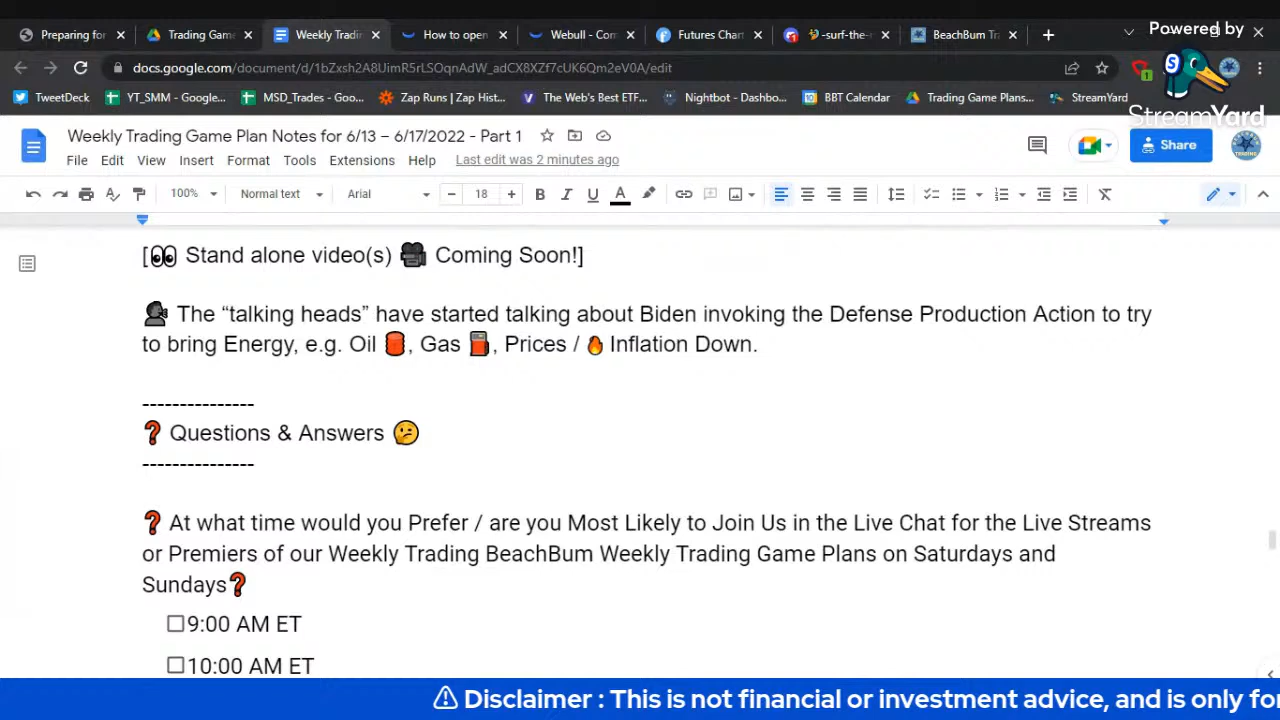 Preparing for
Trading Game
Weekly Tradin
How to open
Webull - Com
Futures Chart
-surf-the-r
BeachBum Tra
Powered by
StreamYard
docs.google.com/document/d/1bZxsh2A8UimR5rLSOqnAdW_adCX8XZf7cUK6Qm2eV0A/edit
TweetDeck
YT_SMM - Google...
MSD_Trades - Goo...
Zap Runs | Zap Hist...
The Web's Best ETF...
Nightbot - Dashbo...
BBT Calendar
Trading Game Plans...
StreamYard
Weekly Trading Game Plan Notes for 6/13 – 6/17/2022 - Part 1
File Edit View Insert Format Tools Extensions Help Last edit was 2 minutes ago
Share
100% Normal text Arial − 18 + B I U A
[👀 Stand alone video(s) 🎥 Coming Soon!]
🗣 The “talking heads” have started talking about Biden invoking the Defense Production Action to try
to bring Energy, e.g. Oil 🛢, Gas ⛽, Prices / 🔥 Inflation Down.
---------------
❓ Questions & Answers 🤔
---------------
❓ At what time would you Prefer / are you Most Likely to Join Us in the Live Chat for the Live Streams
or Premiers of our Weekly Trading BeachBum Weekly Trading Game Plans on Saturdays and
Sundays❓
9:00 AM ET
10:00 AM ET
⚠ Disclaimer : This is not financial or investment advice, and is only fo